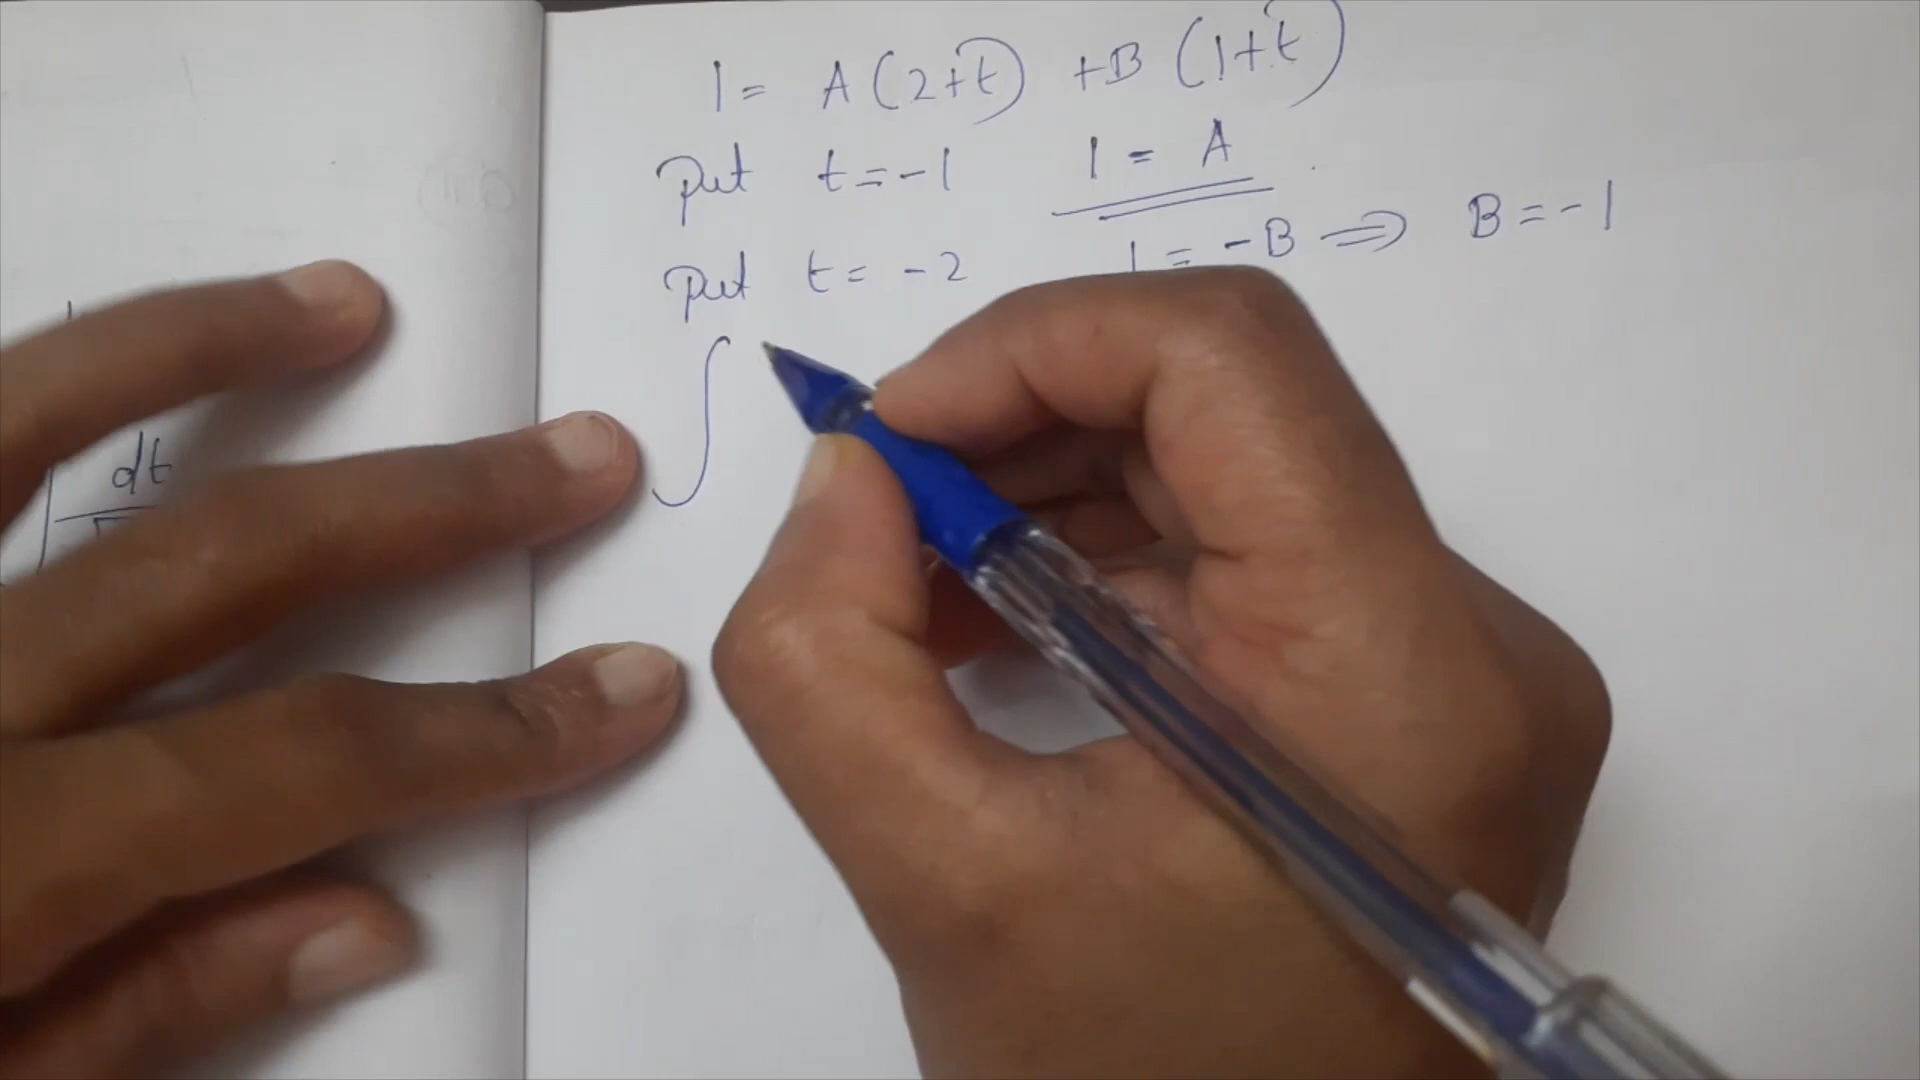 1 = A (2+t) + B (1+t)
put t = -1 1 = A
put t = -2 1 = -B ⇒ B = -1
∫
∫ dt